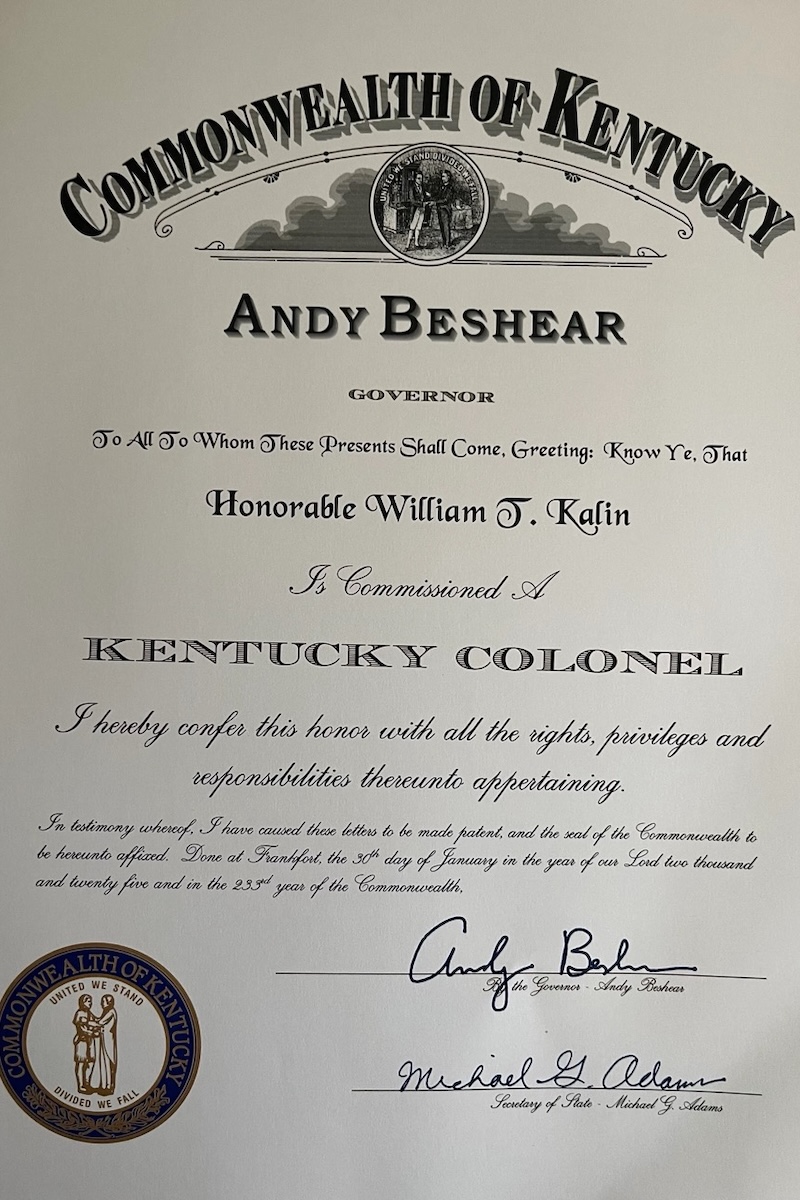 COMMONWEALTH OF KENTUCKY
UNITED WE STAND DIVIDED WE FALL
ANDY BESHEAR
GOVERNOR
To All To Whom These Presents Shall Come, Greeting: Know Ye, That
Honorable William T. Kalin
Is Commissioned A
KENTUCKY COLONEL
I hereby confer this honor with all the rights, privileges and
responsibilities thereunto appertaining.
In testimony whereof, I have caused these letters to be made patent, and the seal of the Commonwealth to
be hereunto affixed. Done at Frankfort, the 30th day of January in the year of our Lord two thousand
and twenty five and in the 233rd year of the Commonwealth.
Andy Beshear
By the Governor - Andy Beshear
COMMONWEALTH OF KENTUCKY
UNITED WE STAND
DIVIDED WE FALL
Michael G. Adams
Secretary of State - Michael G. Adams